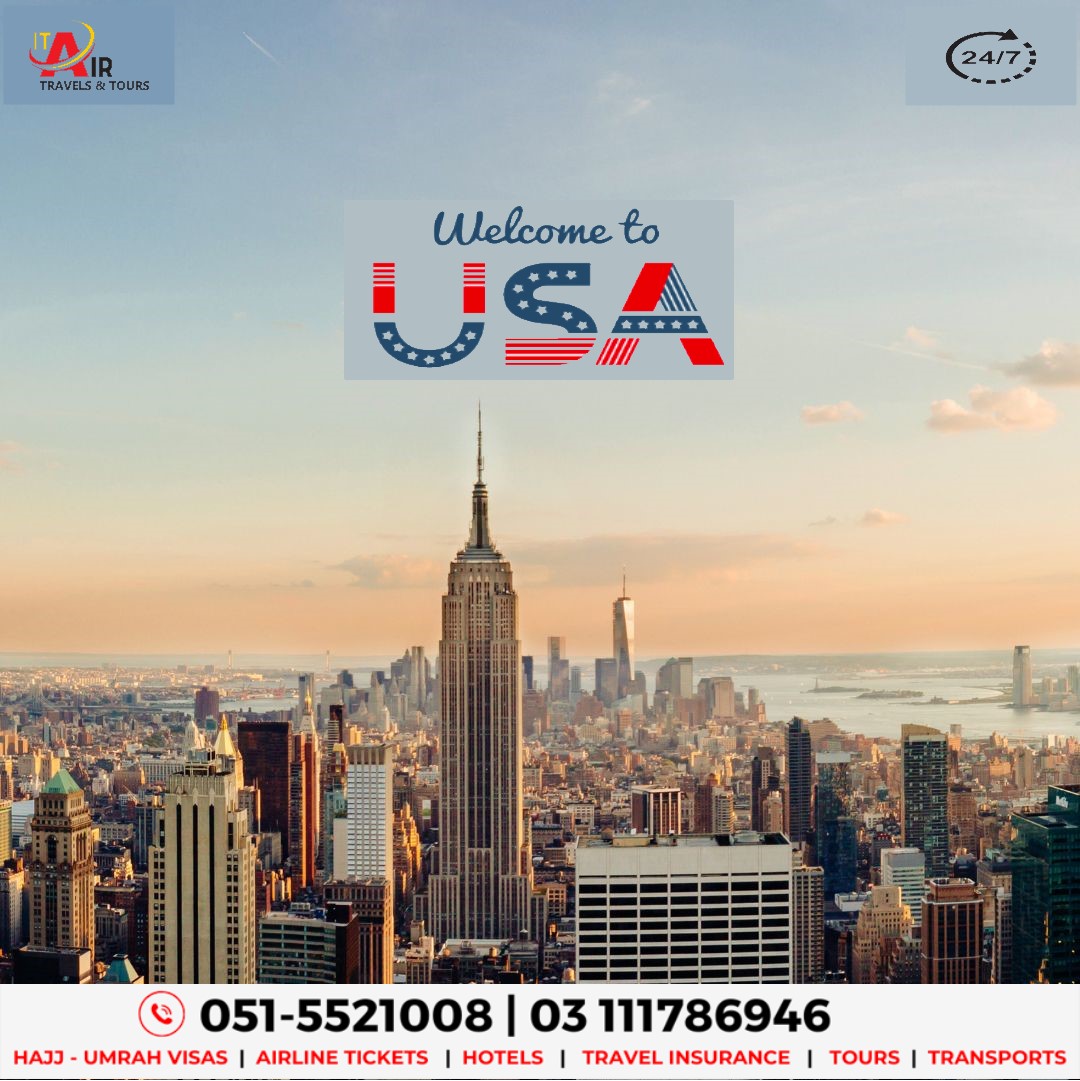 IT AIR
TRAVELS & TOURS
24/7
Welcome to
USA
051-5521008 | 03 111786946
HAJJ - UMRAH VISAS | AIRLINE TICKETS | HOTELS | TRAVEL INSURANCE | TOURS | TRANSPORTS